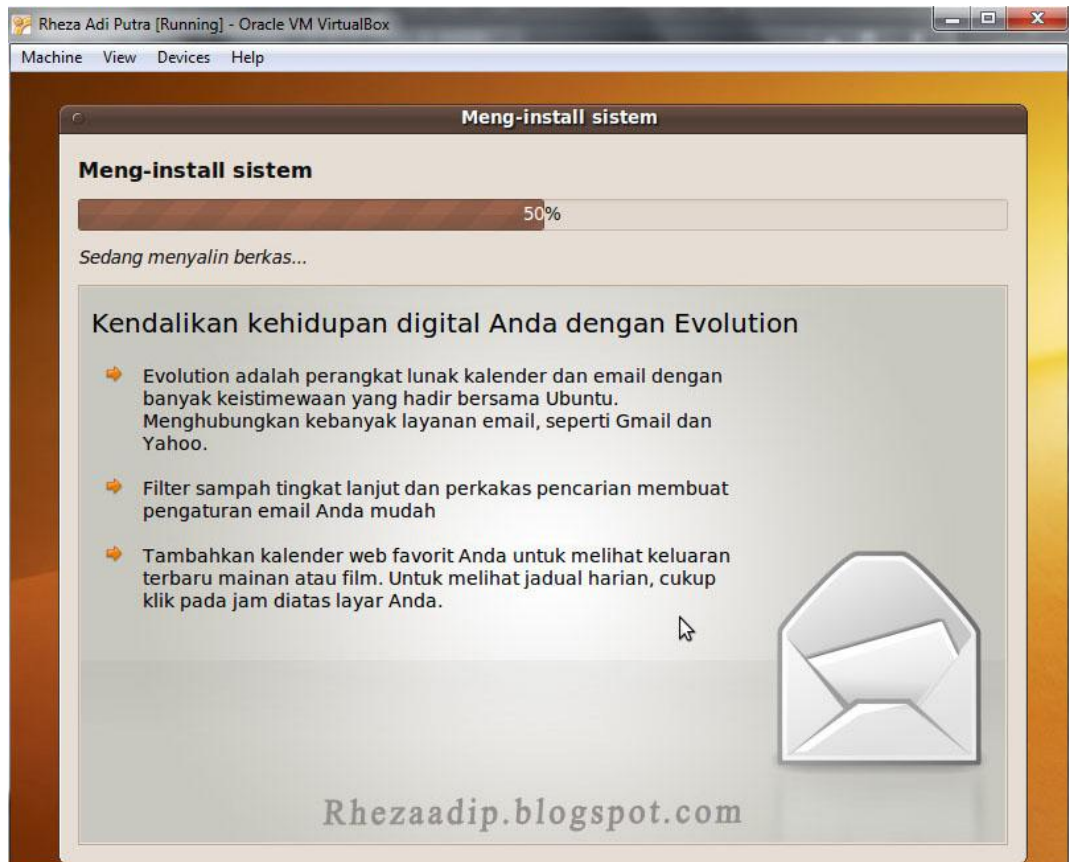 Rheza Adi Putra [Running] - Oracle VM VirtualBox
Machine View Devices Help
Meng-install sistem
Meng-install sistem
50%
Sedang menyalin berkas...
Kendalikan kehidupan digital Anda dengan Evolution
Evolution adalah perangkat lunak kalender dan email dengan
banyak keistimewaan yang hadir bersama Ubuntu.
Menghubungkan kebanyak layanan email, seperti Gmail dan
Yahoo.
Filter sampah tingkat lanjut dan perkakas pencarian membuat
pengaturan email Anda mudah
Tambahkan kalender web favorit Anda untuk melihat keluaran
terbaru mainan atau film. Untuk melihat jadual harian, cukup
klik pada jam diatas layar Anda.
Rhezaadip.blogspot.com